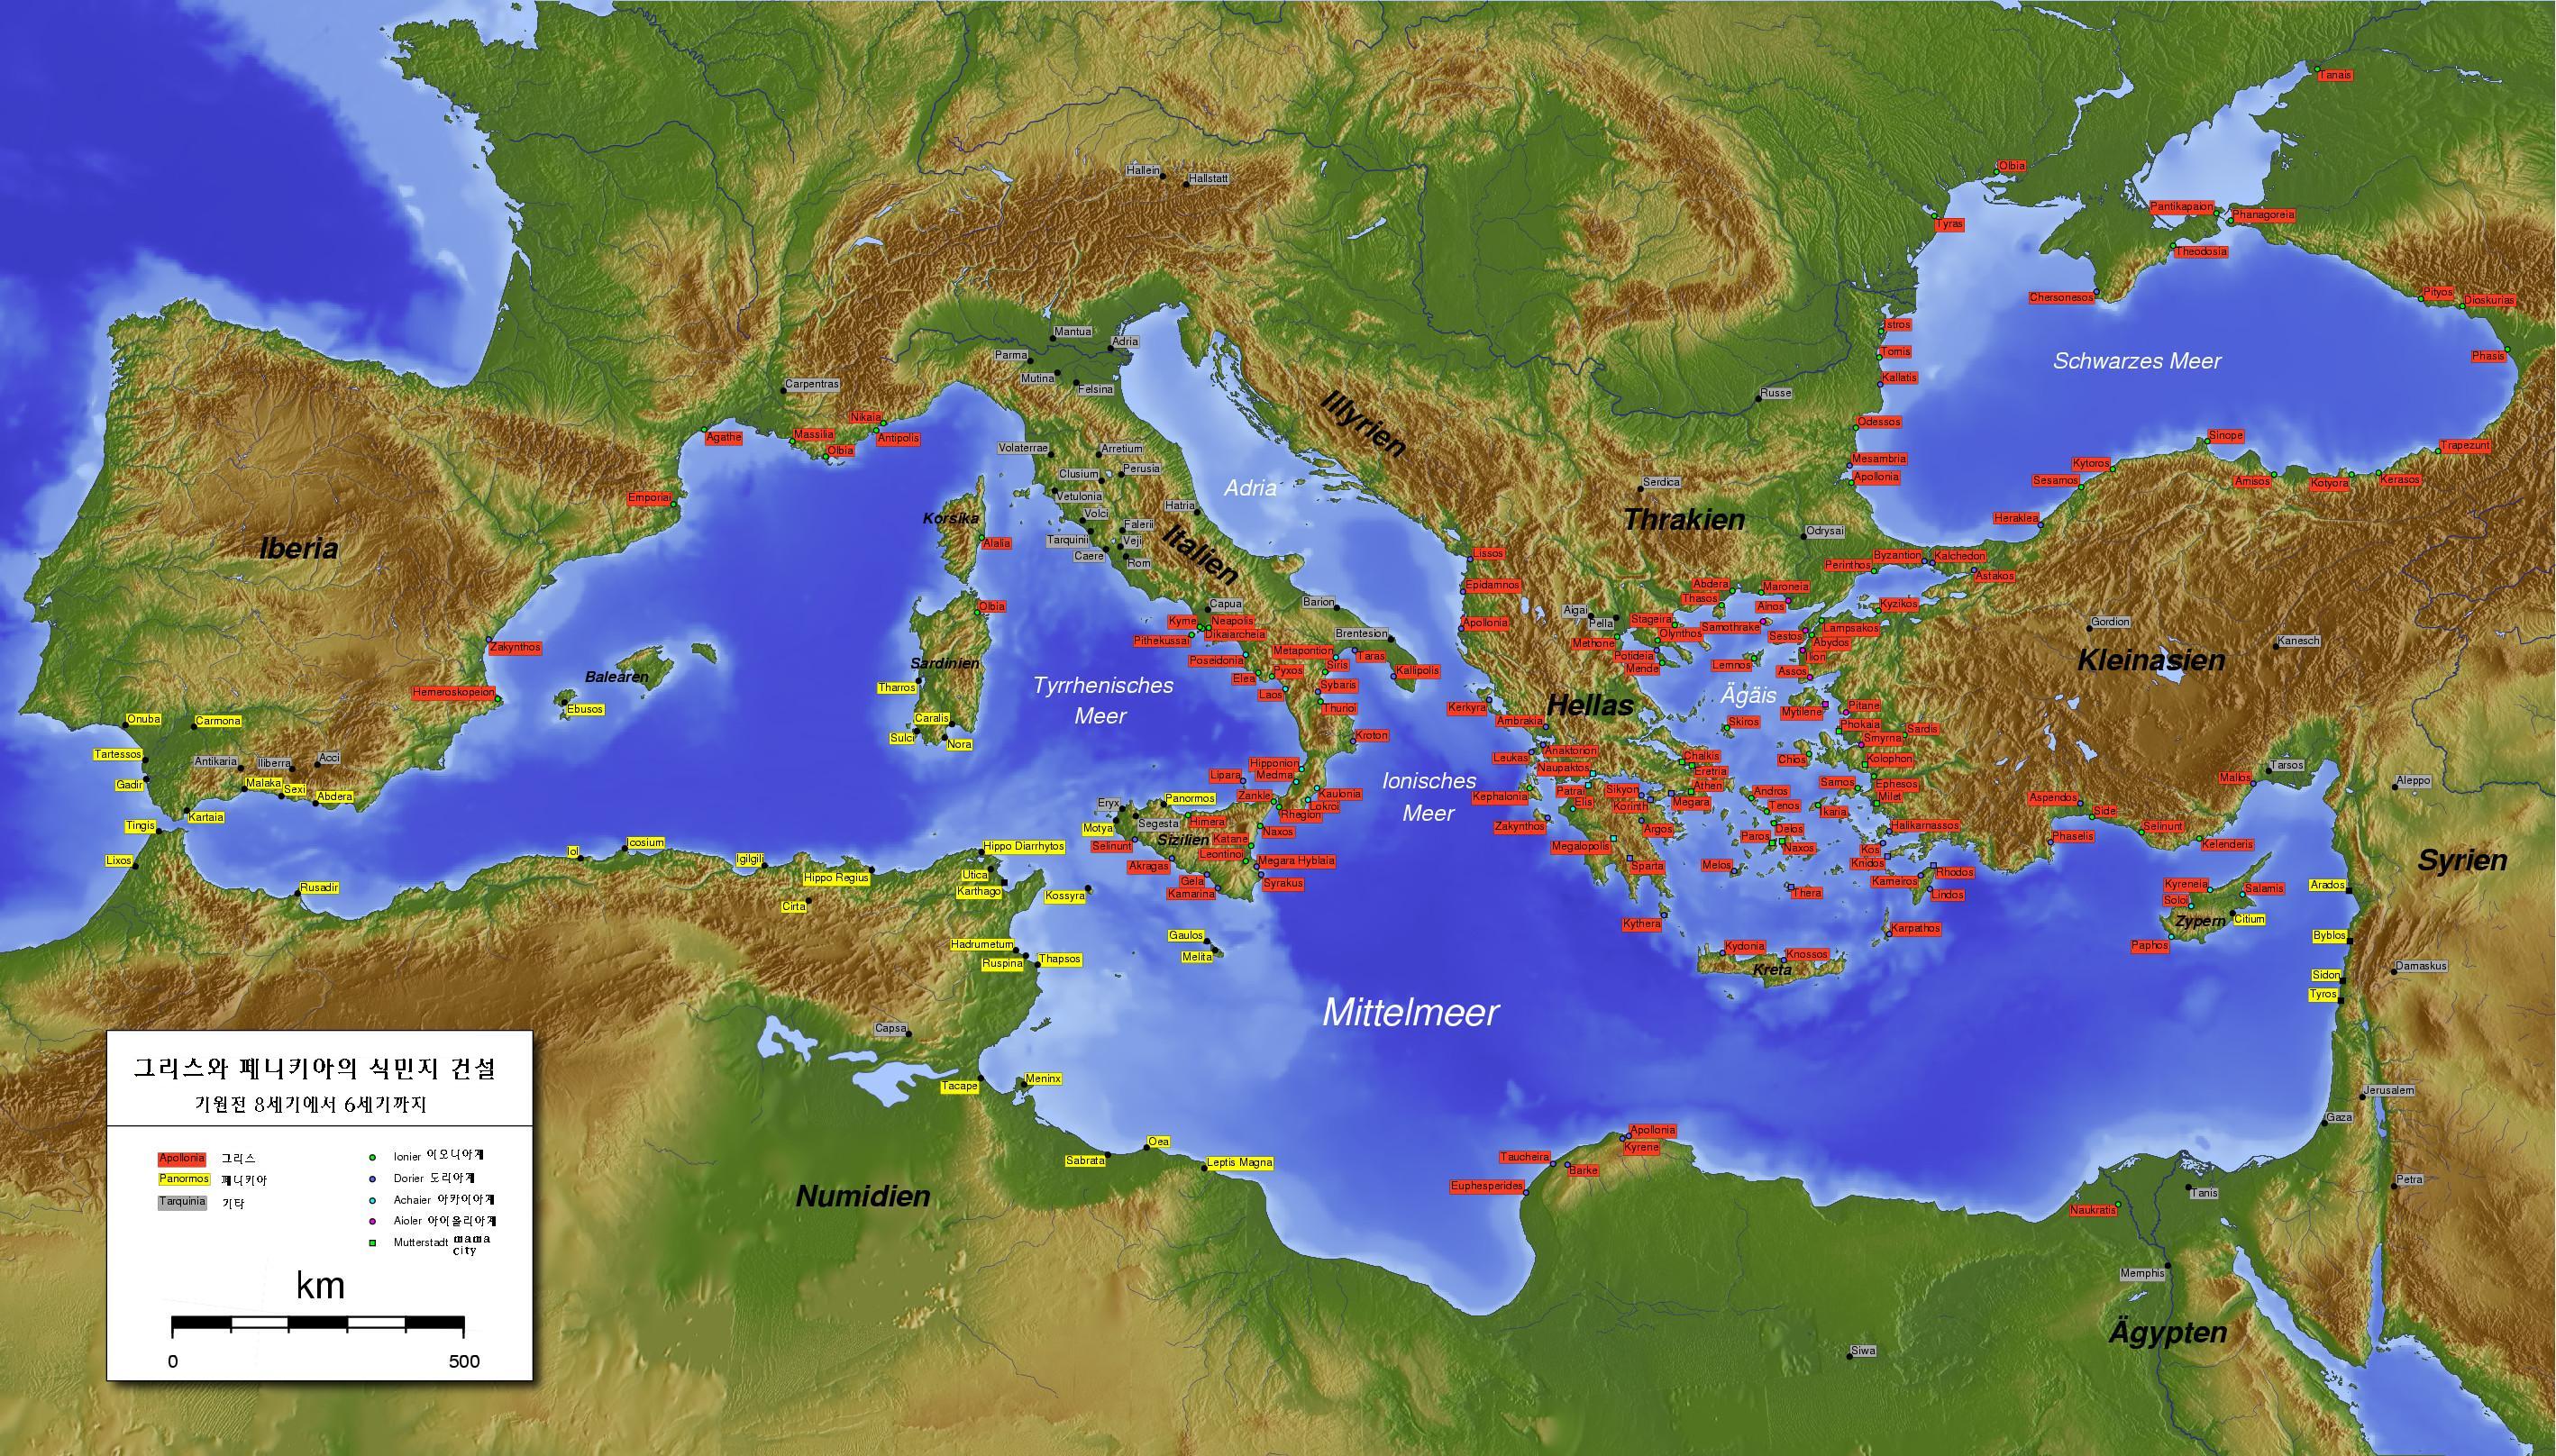 Tanais
Olbia
Hallein
Hallstatt
Pantikapaion
Phanagoreia
Tyras
Theodosia
Chersonesos
Pityos
Dioskurias
Istros
Mantua
Adria
Tomis
Parma
Phasis
Schwarzes Meer
Mutina
Felsina
Kallatis
Carpentras
Russe
Nikaia
Illyrien
Odessos
Agathe
Massilia
Antipolis
Olbia
Sinope
Trapezunt
Volaterrae
Arretium
Mesambria
Kytoros
Perusia
Clusium
Apollonia
Sesamos
Amisos
Kotyora
Kerasos
Serdica
Adria
Emporiai
Vetulonia
Hatria
Korsika
Volci
Thrakien
Heraklea
Falerii
Iberia
Tarquinii
Veji
Italien
Odrysai
Alalia
Caere
Rom
Lissos
Byzantion
Kalchedon
Perinthos
Astakos
Epidamnos
Abdera
Maroneia
Thasos
Ainos
Kyzikos
Olbia
Capua
Barion
Aigai
Pella
Stageira
Samothrake
Lampsakos
Kyme
Neapolis
Apollonia
Gordion
Pithekussai
Dikaiarcheia
Brentesion
Olynthos
Sestos
Abydos
Kanesch
Methone
Zakynthos
Metapontion
Taras
Potideia
Ilion
Poseidonia
Siris
Mende
Lemnos
Kleinasien
Sardinien
Pyxos
Kallipolis
Assos
Balearen
Elea
Sybaris
Tharros
Tyrrhenisches
Meer
Hemeroskopeion
Laos
Ägäis
Ebusos
Thurioi
Kerkyra
Hellas
Pitane
Mytilene
Onuba
Carmona
Caralis
Ambrakia
Skiros
Phokaia
Sardis
Sulci
Nora
Kroton
Smyrna
Tartessos
Antikaria
Iliberra
Acci
Leukas
Anaktorion
Chalkis
Chios
Kolophon
Hipponion
Naupaktos
Eretria
Gadir
Malaka
Sexi
Abdera
Lipara
Medma
Ionisches
Meer
Athen
Samos
Ephesos
Mallos
Tarsos
Aleppo
Kartaia
Eryx
Panormos
Zankle
Kaulonia
Lokroi
Kephalonia
Patrai
Sikyon
Elis
Korinth
Megara
Andros
Tenos
Ikaria
Milet
Aspendos
Side
Tingis
Motya
Segesta
Himera
Rhegion
Zakynthos
Argos
Delos
Halikarnassos
Selinunt
Naxos
Paros
Phaselis
Icosium
Hippo Diarrhytos
Selinunt
Sizilien
Katane
Megalopolis
Naxos
Kos
Kelenderis
Iol
Igilgili
Leontinoi
Lixos
Megara Hyblaia
Akragas
Sparta
Melos
Knidos
Syrien
Hippo Regius
Utica
Gela
Syrakus
Kameiros
Rhodos
Rusadir
Karthago
Kossyra
Kamarina
Thera
Lindos
Kyreneia
Salamis
Arados
Cirta
Soloi
Kythera
Karpathos
Zypern
Citium
Gaulos
Byblos
Hadrumetum
Kydonia
Paphos
Melita
Knossos
Ruspina
Thapsos
Kreta
Damaskus
Sidon
Tyros
Mittelmeer
Capsa
Tacape
Meninx
Jerusalem
Gaza
Apollonia
Oea
Kyrene
Sabrata
Leptis Magna
Taucheira
Barke
Petra
Euphesperides
Numidien
Tanis
Naukratis
Memphis
Ägypten
Siwa
그리스와 페니키아의 식민지 건설
기원전 8세기에서 6세기까지
Apollonia 그리스
Panormos 페니키아
Tarquinia 기타
Ionier 이오니아계
Dorier 도리아계
Achaier 아카이아계
Aioler 아이올리아계
Mutterstadt mama
city
km
0 500